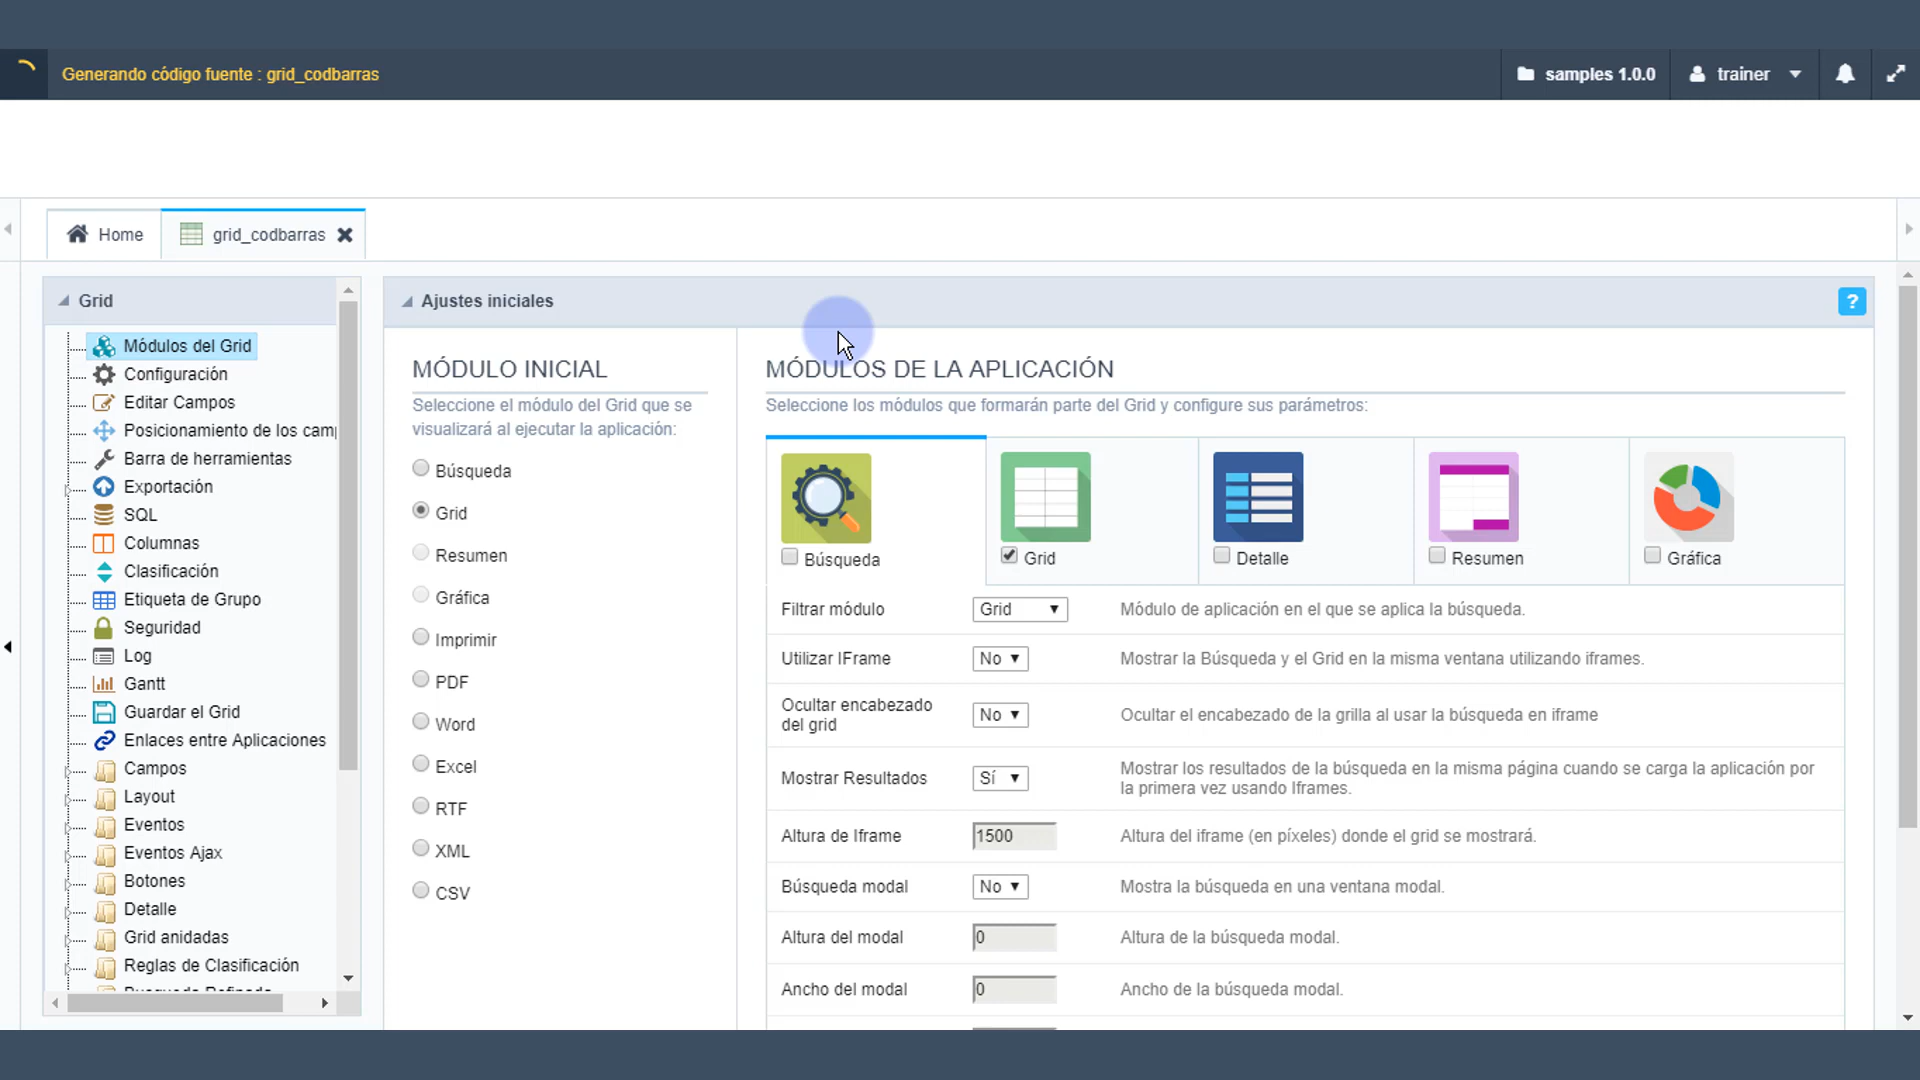 Generando código fuente : grid_codbarras
samples 1.0.0
trainer
Home
grid_codbarras
Grid
Módulos del Grid
Configuración
Editar Campos
Posicionamiento de los cam
Barra de herramientas
Exportación
SQL
Columnas
Clasificación
Etiqueta de Grupo
Seguridad
Log
Gantt
Guardar el Grid
Enlaces entre Aplicaciones
Campos
Layout
Eventos
Eventos Ajax
Botones
Detalle
Grid anidadas
Reglas de Clasificación
Ajustes iniciales
?
MÓDULO INICIAL
Seleccione el módulo del Grid que se
visualizará al ejecutar la aplicación:
Búsqueda
Grid
Resumen
Gráfica
Imprimir
PDF
Word
Excel
RTF
XML
CSV
MÓDULOS DE LA APLICACIÓN
Seleccione los módulos que formarán parte del Grid y configure sus parámetros:
Búsqueda
Grid
Detalle
Resumen
Gráfica
Filtrar módulo Grid Módulo de aplicación en el que se aplica la búsqueda.
Utilizar IFrame No Mostrar la Búsqueda y el Grid en la misma ventana utilizando iframes.
Ocultar encabezado
del grid
No
Ocultar el encabezado de la grilla al usar la búsqueda en iframe
Mostrar Resultados
Sí
Mostrar los resultados de la búsqueda en la misma página cuando se carga la aplicación por
la primera vez usando Iframes.
Altura de Iframe 1500 Altura del iframe (en píxeles) donde el grid se mostrará.
Búsqueda modal No Mostra la búsqueda en una ventana modal.
Altura del modal 0 Altura de la búsqueda modal.
Ancho del modal 0 Ancho de la búsqueda modal.